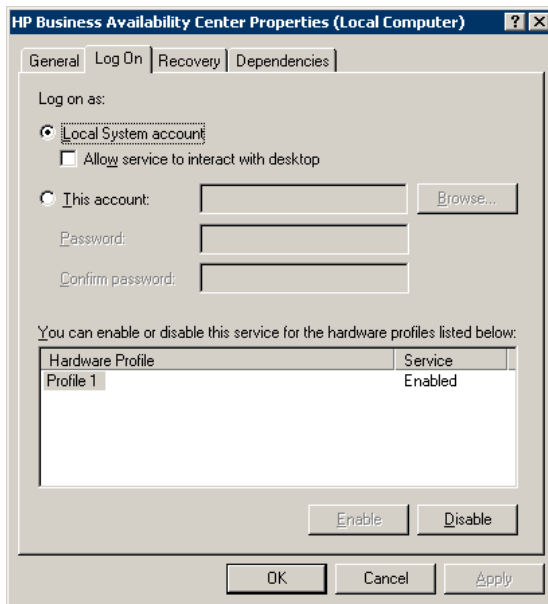 HP Business Availability Center Properties (Local Computer)
General Log On Recovery Dependencies
Log on as:
Local System account
Allow service to interact with desktop
This account:
Browse...
Password:
Confirm password:
You can enable or disable this service for the hardware profiles listed below:
Hardware Profile Service
Profile 1 Enabled
Enable Disable
OK Cancel Apply